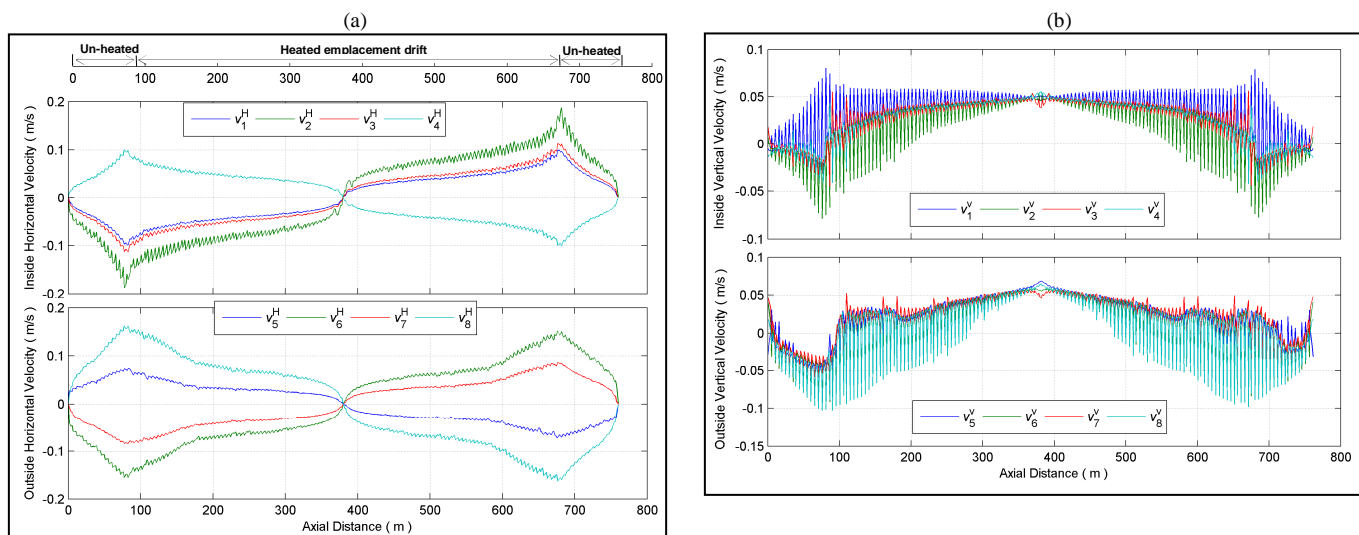 (a)
Un-heated Heated emplacement drift Un-heated
0 100 200 300 400 500 600 700 800
Inside Horizontal Velocity ( m/s )
0.2
0.1
0
-0.1
-0.2
v₁ᴴ v₂ᴴ v₃ᴴ v₄ᴴ
Outside Horizontal Velocity ( m/s )
0.2
0.1
0
-0.1
-0.2
v₅ᴴ v₆ᴴ v₇ᴴ v₈ᴴ
0 100 200 300 400 500 600 700 800
Axial Distance ( m )
(b)
Inside Vertical Velocity ( m/s )
0.1
0.05
0
-0.05
-0.1
v₁ⱽ v₂ⱽ v₃ⱽ v₄ⱽ
Outside Vertical Velocity ( m/s )
0.1
0.05
0
-0.05
-0.1
-0.15
v₅ⱽ v₆ⱽ v₇ⱽ v₈ⱽ
0 100 200 300 400 500 600 700 800
Axial Distance ( m )